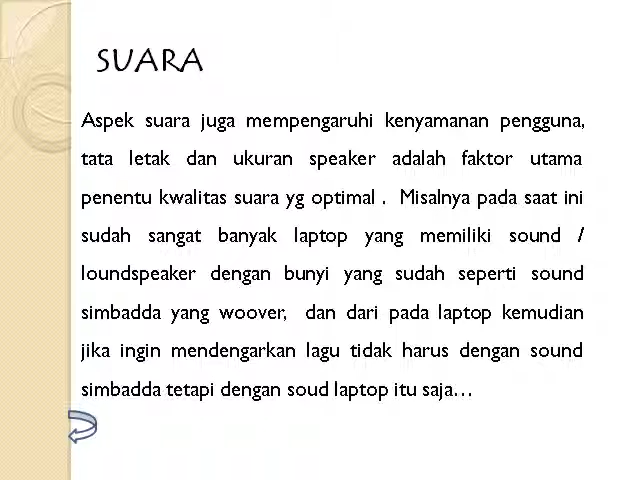 SUARA
Aspek suara juga mempengaruhi kenyamanan pengguna,
tata letak dan ukuran speaker adalah faktor utama
penentu kwalitas suara yg optimal . Misalnya pada saat ini
sudah sangat banyak laptop yang memiliki sound /
loundspeaker dengan bunyi yang sudah seperti sound
simbadda yang woover, dan dari pada laptop kemudian
jika ingin mendengarkan lagu tidak harus dengan sound
simbadda tetapi dengan soud laptop itu saja…